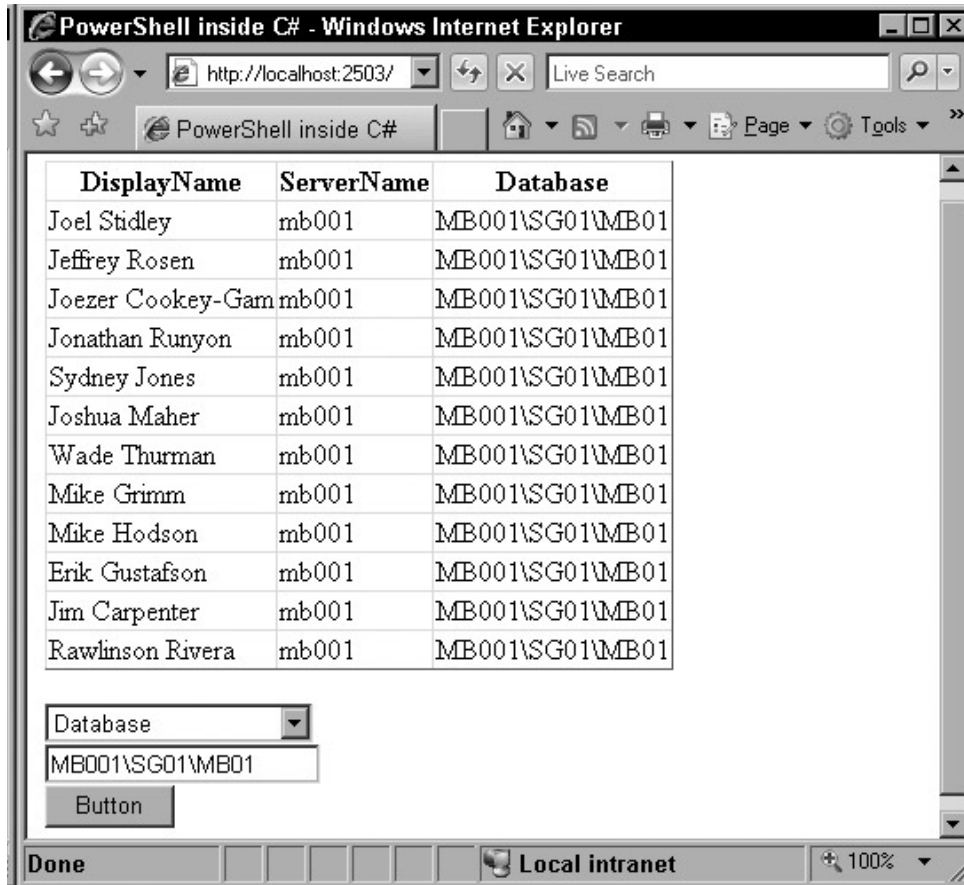 PowerShell inside C# - Windows Internet Explorer
http://localhost:2503/ Live Search
PowerShell inside C# Page Tools »
DisplayName ServerName Database
Joel Stidley mb001 MB001\SG01\MB01
Jeffrey Rosen mb001 MB001\SG01\MB01
Joezer Cookey-Gam mb001 MB001\SG01\MB01
Jonathan Runyon mb001 MB001\SG01\MB01
Sydney Jones mb001 MB001\SG01\MB01
Joshua Maher mb001 MB001\SG01\MB01
Wade Thurman mb001 MB001\SG01\MB01
Mike Grimm mb001 MB001\SG01\MB01
Mike Hodson mb001 MB001\SG01\MB01
Erik Gustafson mb001 MB001\SG01\MB01
Jim Carpenter mb001 MB001\SG01\MB01
Rawlinson Rivera mb001 MB001\SG01\MB01
Database
MB001\SG01\MB01
Button
Done Local intranet 100%